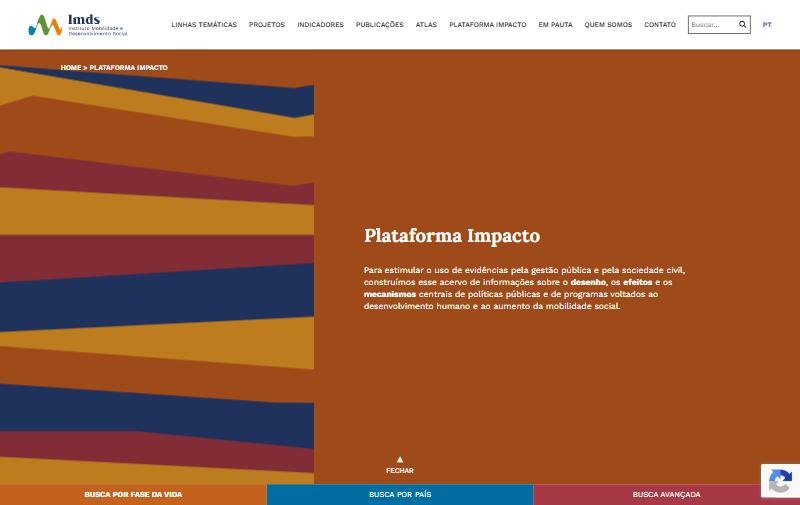 Imds
Instituto Mobilidade e
Desenvolvimento Social
LINHAS TEMÁTICAS PROJETOS INDICADORES PUBLICAÇÕES ATLAS PLATAFORMA IMPACTO EM PAUTA QUEM SOMOS CONTATO Buscar... PT
HOME > PLATAFORMA IMPACTO
Plataforma Impacto
Para estimular o uso de evidências pela gestão pública e pela sociedade civil,
construímos esse acervo de informações sobre o desenho, os efeitos e os
mecanismos centrais de políticas públicas e de programas voltados ao
desenvolvimento humano e ao aumento da mobilidade social.
FECHAR
BUSCA POR FASE DA VIDA BUSCA POR PAÍS BUSCA AVANÇADA